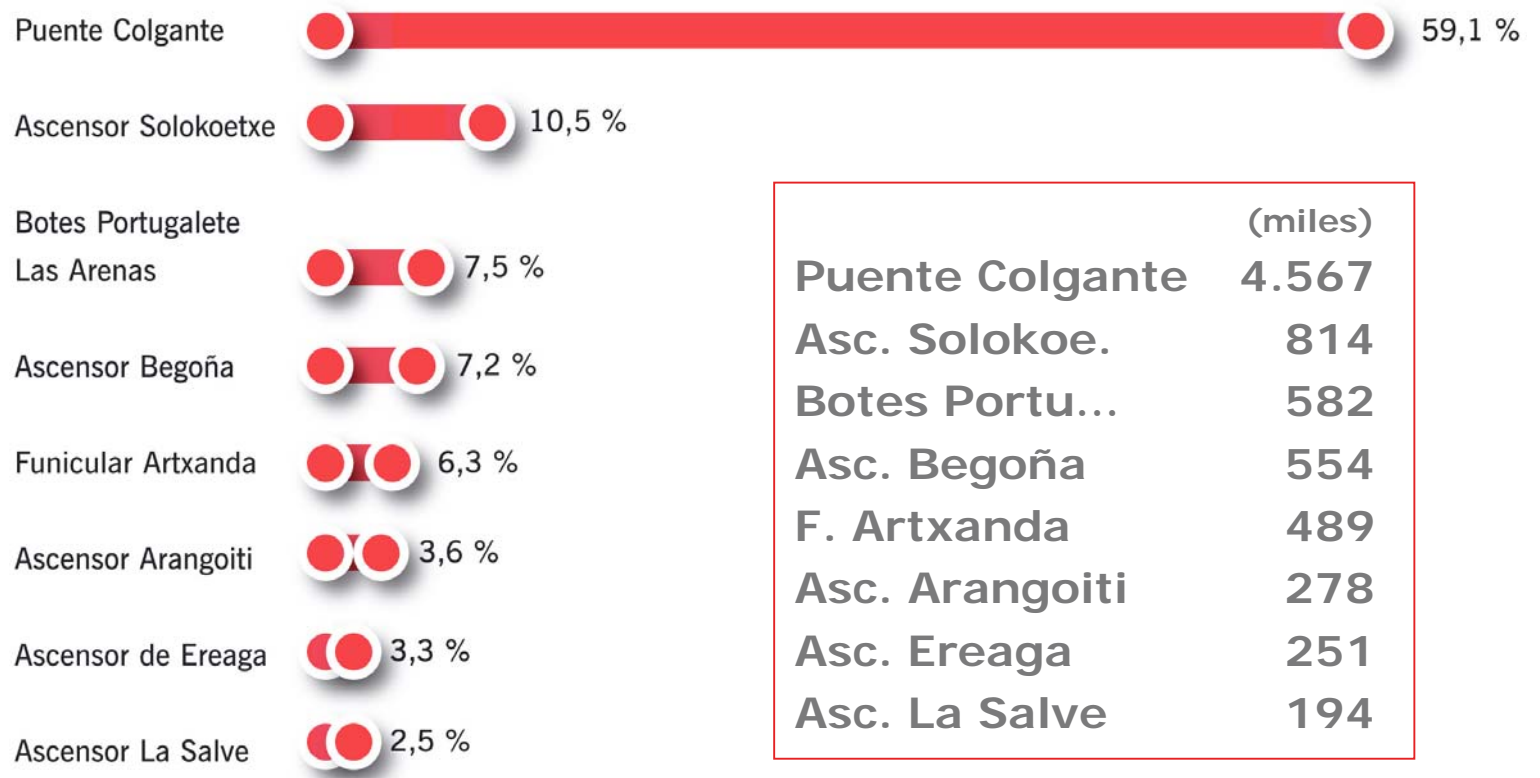 Puente Colgante 59,1 %
Ascensor Solokoetxe 10,5 %
Botes Portugalete
Las Arenas 7,5 %
Ascensor Begoña 7,2 %
Funicular Artxanda 6,3 %
Ascensor Arangoiti 3,6 %
Ascensor de Ereaga 3,3 %
Ascensor La Salve 2,5 %
(miles)
Puente Colgante 4.567
Asc. Solokoe. 814
Botes Portu... 582
Asc. Begoña 554
F. Artxanda 489
Asc. Arangoiti 278
Asc. Ereaga 251
Asc. La Salve 194